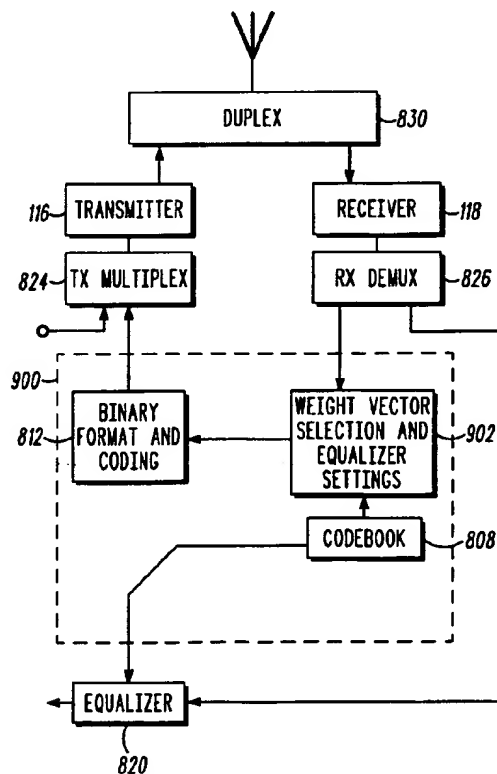 DUPLEX
830
116
TRANSMITTER
RECEIVER
118
824
TX MULTIPLEX
RX DEMUX
826
900
812
BINARY
FORMAT AND
CODING
WEIGHT VECTOR
SELECTION AND
EQUALIZER
SETTINGS
902
CODEBOOK
808
EQUALIZER
820